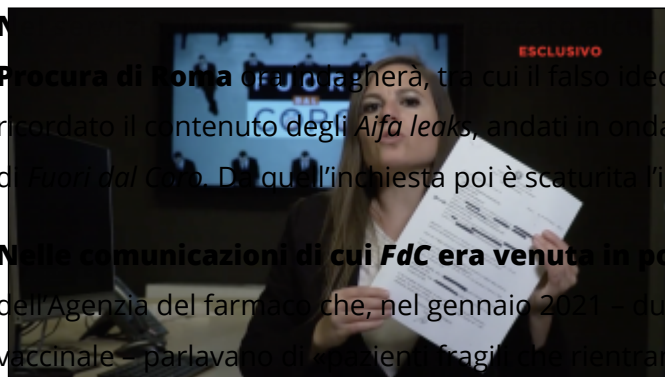 N
ESCLUSIVO
Procura di Roma ora indagherà, tra cui il falso ideo
FUORI
DAL
CORO
ricordato il contenuto degli Aifa leaks, andati in onda
di Fuori dal Coro. Da quell'inchiesta poi è scaturita l'i
Nelle comunicazioni di cui FdC era venuta in po
dell'Agenzia del farmaco che, nel gennaio 2021 – du
vaccinale – parlavano di «pazienti fragili che rientran